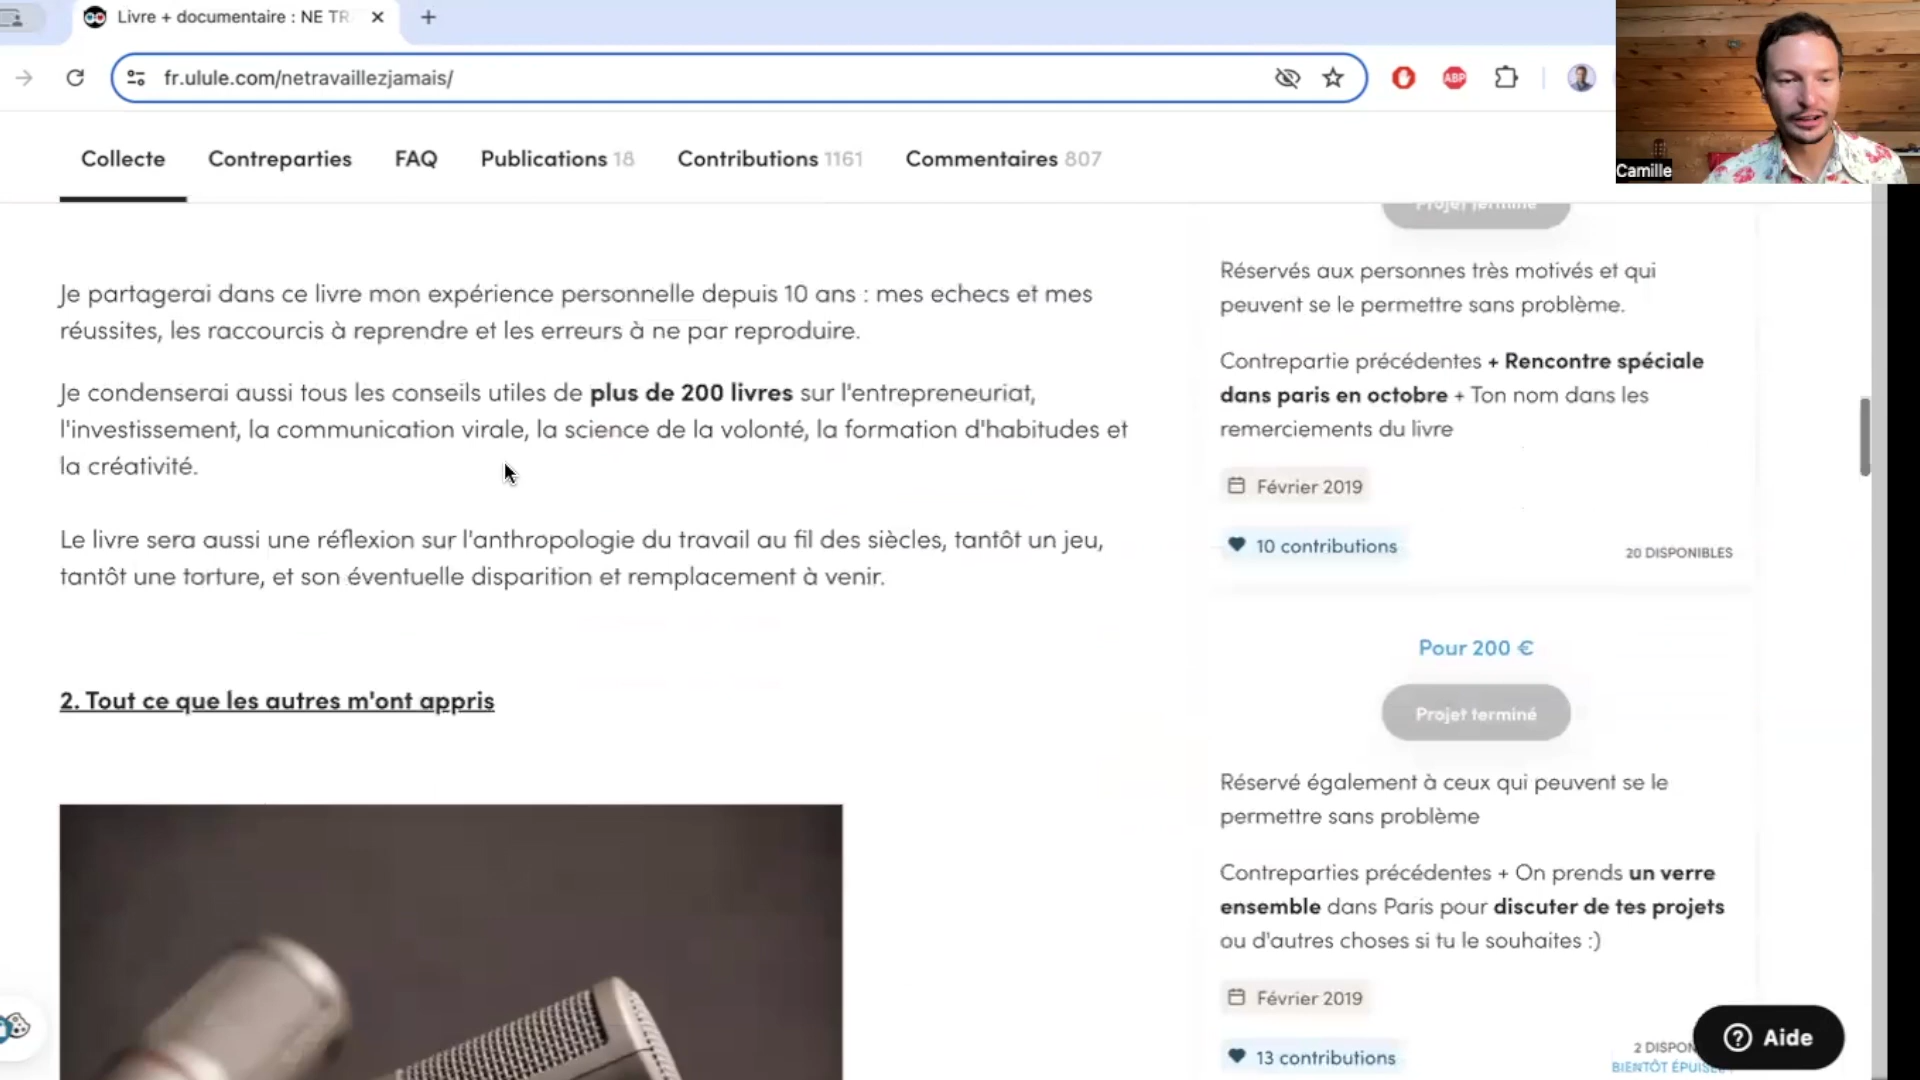 Livre + documentaire : NE TR
fr.ulule.com/netravaillezjamais/
ABP
Camille
Collecte
Contreparties
FAQ
Publications 18
Contributions 1161
Commentaires 807
Je partagerai dans ce livre mon expérience personnelle depuis 10 ans : mes echecs et mes
réussites, les raccourcis à reprendre et les erreurs à ne par reproduire.
Je condenserai aussi tous les conseils utiles de plus de 200 livres sur l'entrepreneuriat,
l'investissement, la communication virale, la science de la volonté, la formation d'habitudes et
la créativité.
Le livre sera aussi une réflexion sur l'anthropologie du travail au fil des siècles, tantôt un jeu,
tantôt une torture, et son éventuelle disparition et remplacement à venir.
2. Tout ce que les autres m'ont appris
Projet terminé
Réservés aux personnes très motivés et qui
peuvent se le permettre sans problème.
Contrepartie précédentes + Rencontre spéciale
dans paris en octobre + Ton nom dans les
remerciements du livre
Février 2019
10 contributions
20 DISPONIBLES
Pour 200 €
Projet terminé
Réservé également à ceux qui peuvent se le
permettre sans problème
Contreparties précédentes + On prends un verre
ensemble dans Paris pour discuter de tes projets
ou d'autres choses si tu le souhaites :)
Février 2019
13 contributions
2 DISPON
BIENTÔT ÉPUISÉ
Aide